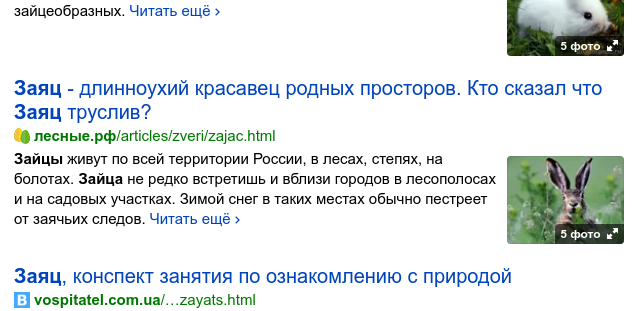 зайцеобразных. Читать ещё ›
5 фото
Заяц - длинноухий красавец родных просторов. Кто сказал что
Заяц труслив?
лесные.рф/articles/zveri/zajac.html
Зайцы живут по всей территории России, в лесах, степях, на
болотах. Зайца не редко встретишь и вблизи городов в лесополосах
и на садовых участках. Зимой снег в таких местах обычно пестреет
от заячьих следов. Читать ещё ›
5 фото
Заяц, конспект занятия по ознакомлению с природой
В vospitatel.com.ua/…zayats.html